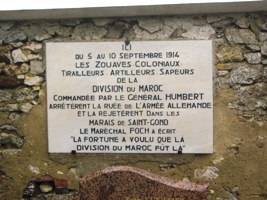 ICI
DU 5 AU 10 SEPTEMBRE 1914
LES ZOUAVES COLONIAUX
TIRAILLEURS. ARTILLEURS. SAPEURS
DE LA
DIVISION DU MAROC
COMMANDÉE PAR LE GÉNÉRAL HUMBERT
ARRÊTÈRENT LA RUÉE DE L'ARMÉE ALLEMANDE
ET LA REJETÈRENT DANS LES
MARAIS DE SAINT-GOND
LE MARÉCHAL FOCH A ÉCRIT
"LA FORTUNE A VOULU QUE LA
DIVISION DU MAROC FUT LÀ"